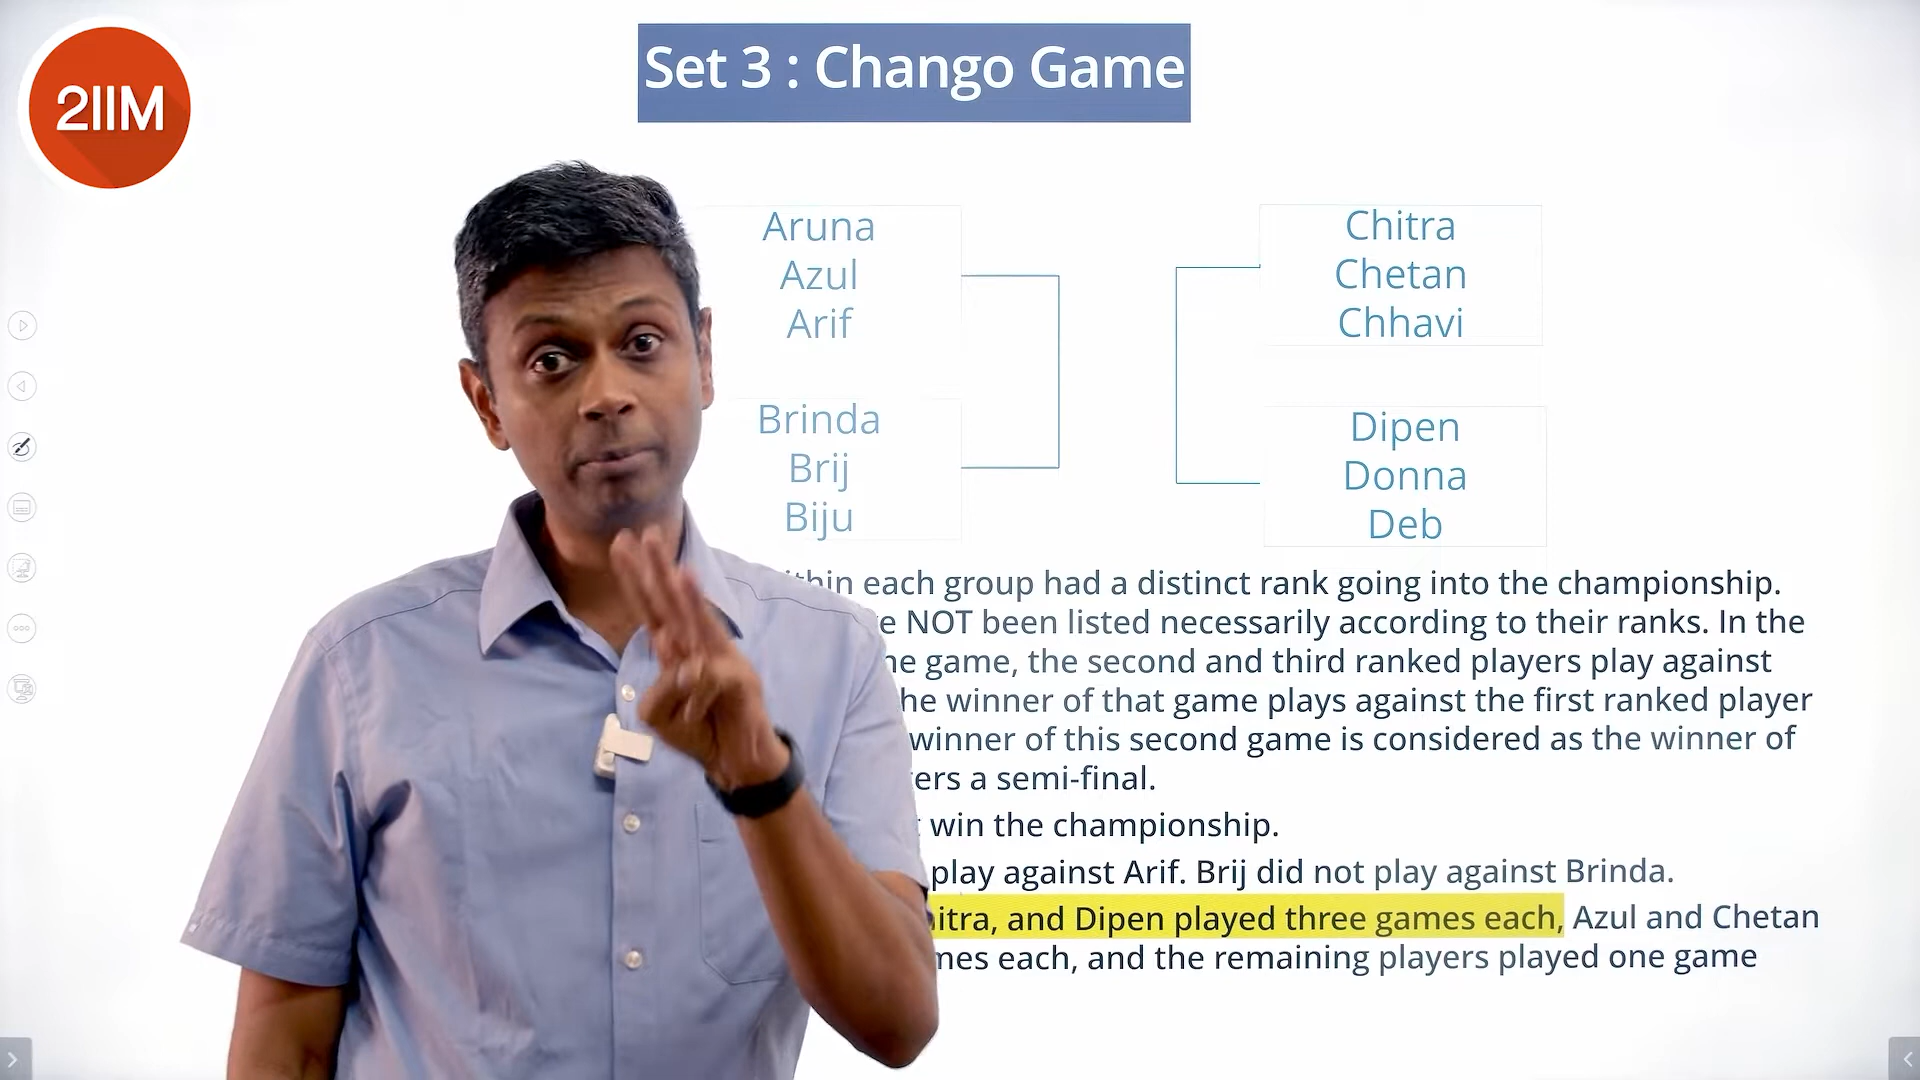 2IIM
Set 3 : Chango Game
Aruna
Azul
Arif
Brinda
Brij
Biju
Chitra
Chetan
Chhavi
Dipen
Donna
Deb
each group had a distinct rank going into the championship.
NOT been listed necessarily according to their ranks. In the
game, the second and third ranked players play against
winner of that game plays against the first ranked player
winner of this second game is considered as the winner of
a semi-final.
win the championship.
play against Arif. Brij did not play against Brinda.
and Dipen played three games each, Azul and Chetan
each, and the remaining players played one game